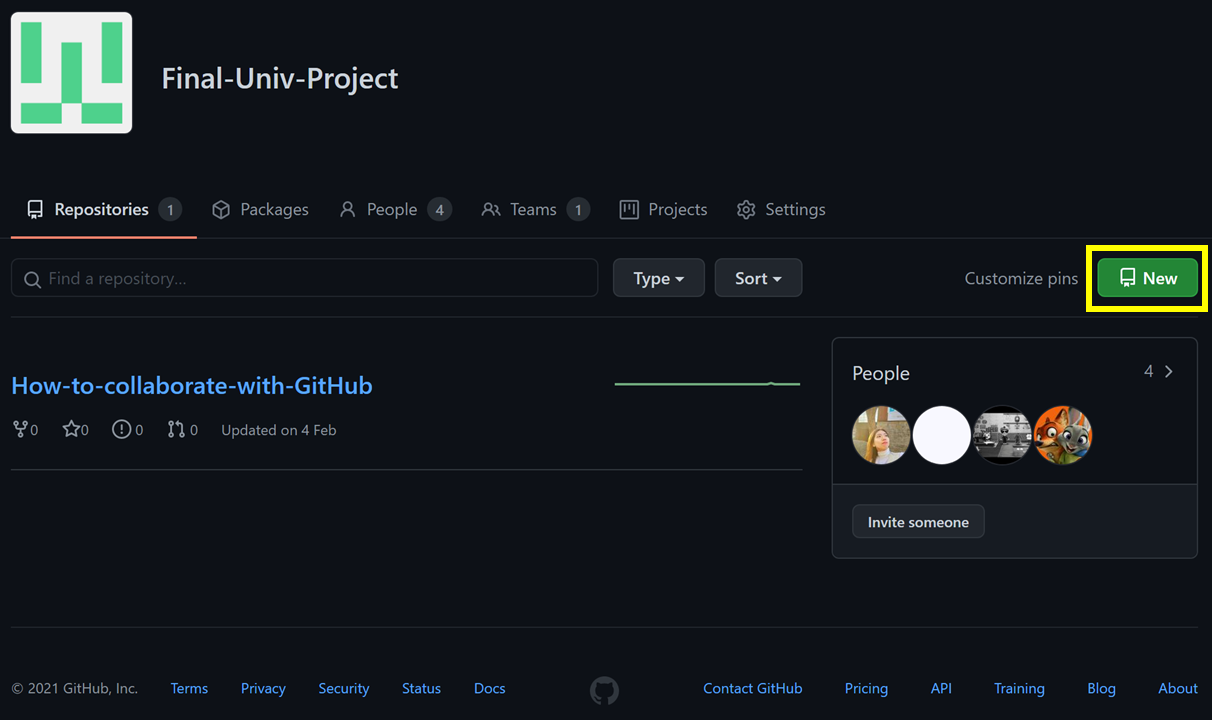 Final-Univ-Project
Repositories 1 Packages People 4 Teams 1 Projects Settings
Find a repository... Type Sort Customize pins New
How-to-collaborate-with-GitHub
0 0 0 0 Updated on 4 Feb
People 4
Invite someone
© 2021 GitHub, Inc. Terms Privacy Security Status Docs Contact GitHub Pricing API Training Blog About